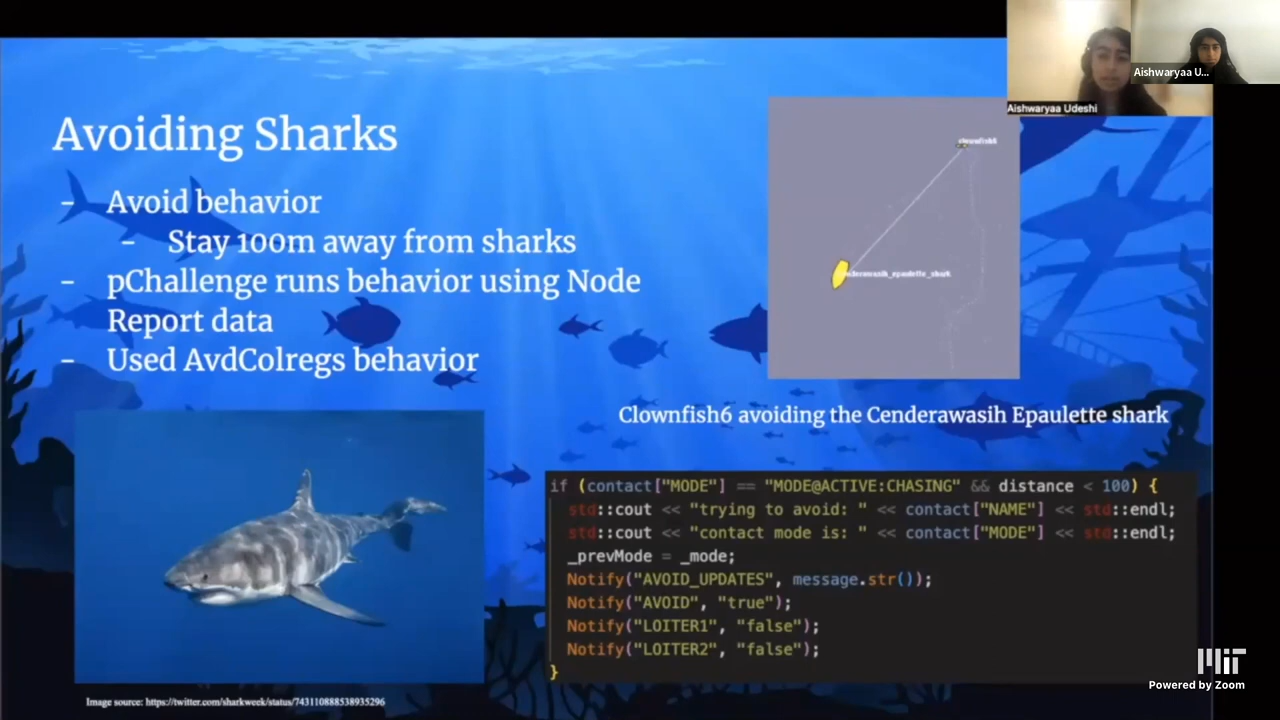 Aishwaryaa U...
Aishwaryaa Udeshi
Avoiding Sharks
- Avoid behavior
- Stay 100m away from sharks
- pChallenge runs behavior using Node
Report data
- Used AvdColregs behavior
clownfish6
Clownfish6 avoiding the Cenderawasih Epaulette shark
if (contact["MODE"] == "MODE@ACTIVE:CHASING" && distance < 100) {
std::cout << "trying to avoid: " << contact["NAME"] << std::endl;
std::cout << "contact mode is: " << contact["MODE"] << std::endl;
_prevMode = _mode;
Notify("AVOID_UPDATES", message.str());
Notify("AVOID", "true");
Notify("LOITER1", "false");
Notify("LOITER2", "false");
}
Image source: https://twitter.com/sharkweek/status/743110888538935296
MIT
Powered by Zoom